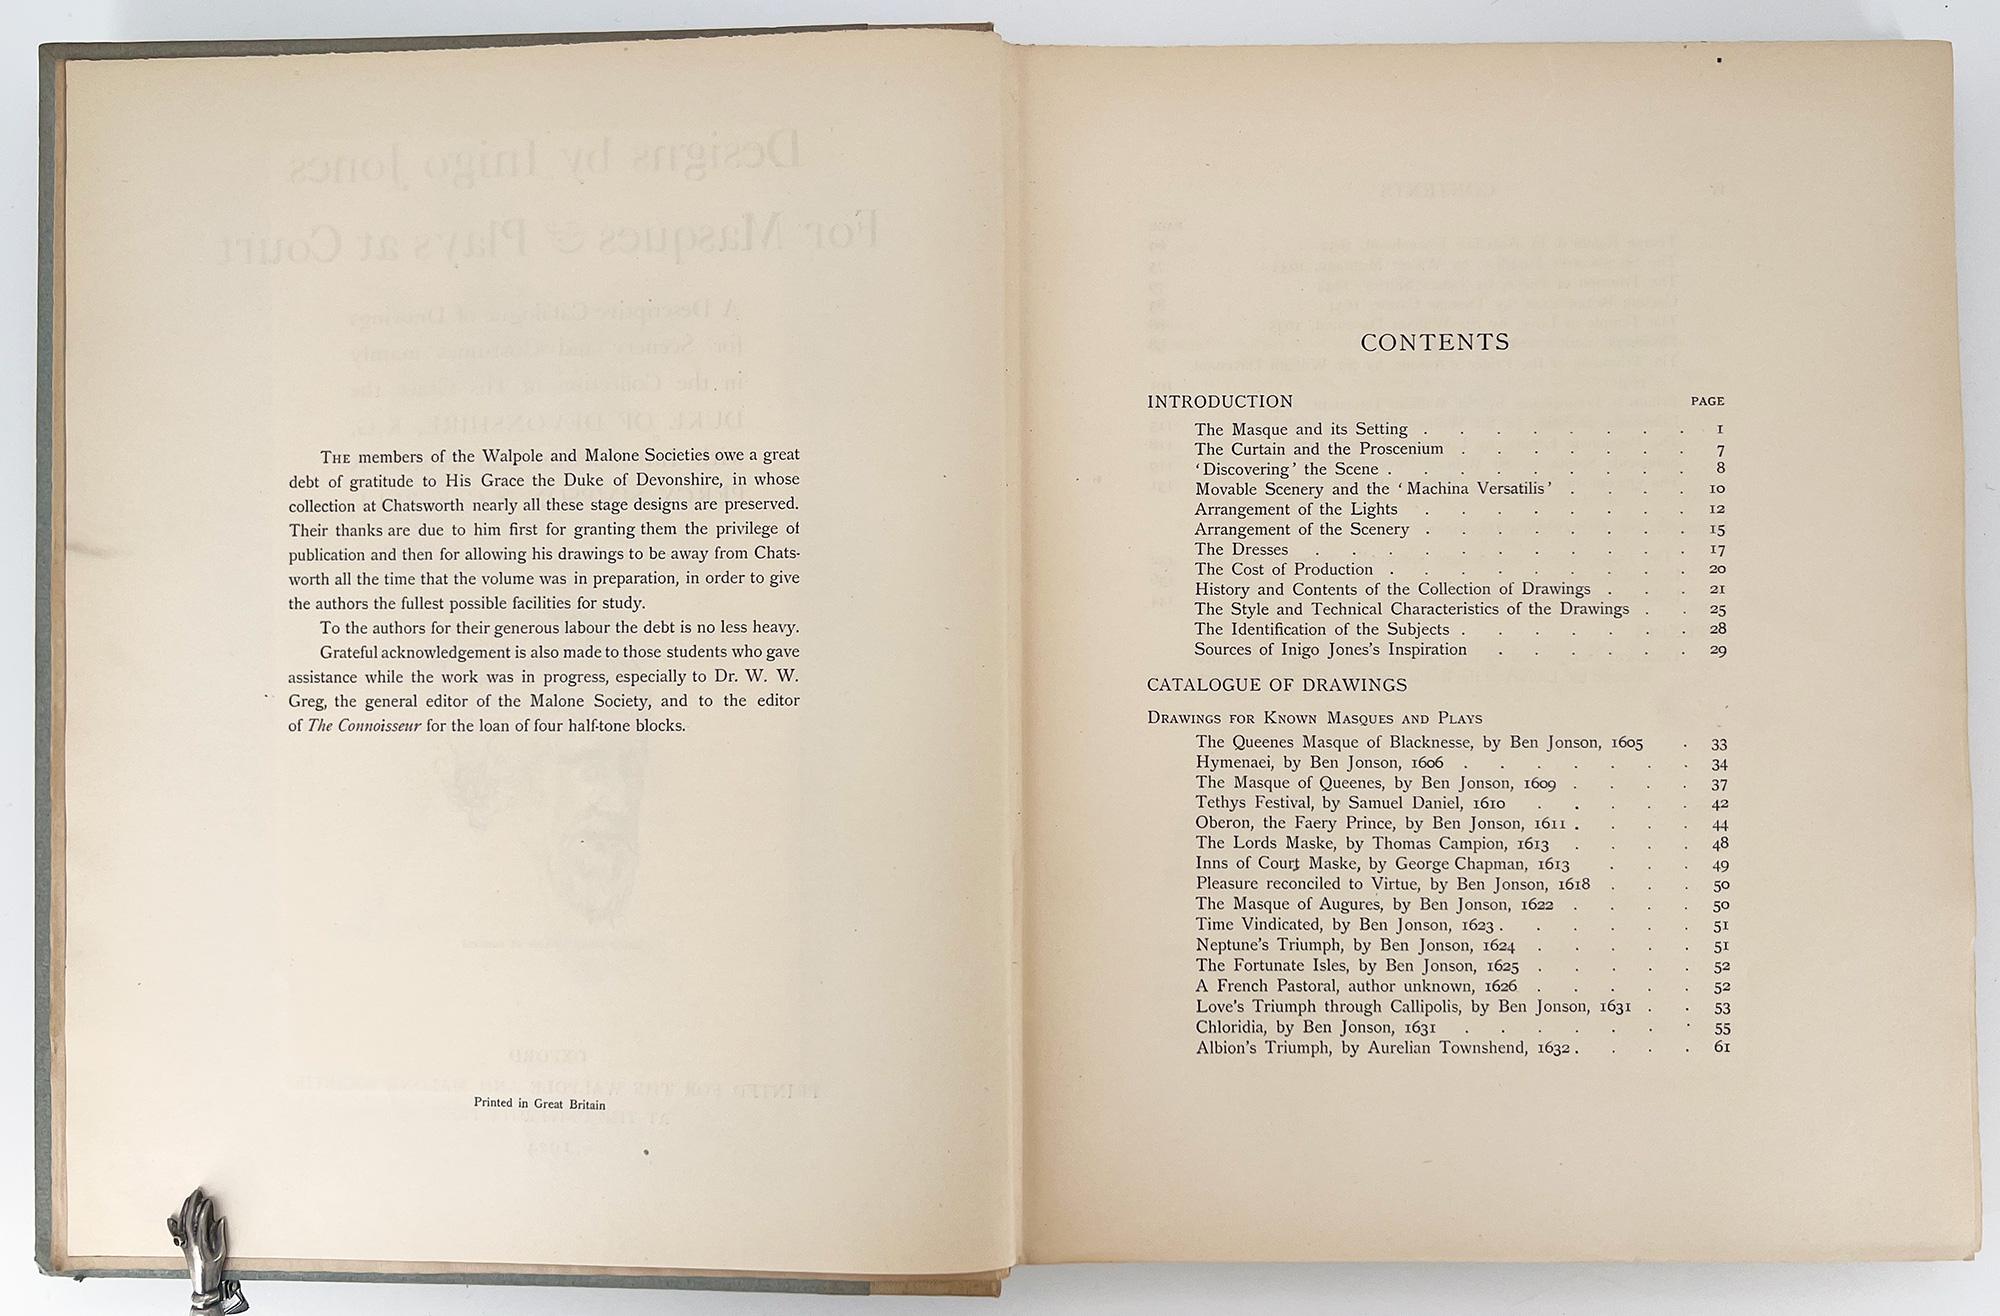 THE members of the Walpole and Malone Societies owe a great
debt of gratitude to His Grace the Duke of Devonshire, in whose
collection at Chatsworth nearly all these stage designs are preserved.
Their thanks are due to him first for granting them the privilege of
publication and then for allowing his drawings to be away from Chats-
worth all the time that the volume was in preparation, in order to give
the authors the fullest possible facilities for study.
To the authors for their generous labour the debt is no less heavy.
Grateful acknowledgement is also made to those students who gave
assistance while the work was in progress, especially to Dr. W. W.
Greg, the general editor of the Malone Society, and to the editor
of The Connoisseur for the loan of four half-tone blocks.
Printed in Great Britain
CONTENTS
INTRODUCTION PAGE
The Masque and its Setting . . . . . . . . 1
The Curtain and the Proscenium . . . . . . . 7
‘Discovering’ the Scene . . . . . . . . . 8
Movable Scenery and the ‘Machina Versatilis’ . . . . 10
Arrangement of the Lights . . . . . . . . 12
Arrangement of the Scenery . . . . . . . . 15
The Dresses . . . . . . . . . . . 17
The Cost of Production . . . . . . . . . 20
History and Contents of the Collection of Drawings . . . 21
The Style and Technical Characteristics of the Drawings . . 25
The Identification of the Subjects . . . . . . . 28
Sources of Inigo Jones's Inspiration . . . . . . 29
CATALOGUE OF DRAWINGS
DRAWINGS FOR KNOWN MASQUES AND PLAYS
The Queenes Masque of Blacknesse, by Ben Jonson, 1605 . 33
Hymenaei, by Ben Jonson, 1606 . . . . . . . 34
The Masque of Queenes, by Ben Jonson, 1609 . . . . 37
Tethys Festival, by Samuel Daniel, 1610 . . . . . 42
Oberon, the Faery Prince, by Ben Jonson, 1611 . . . . 44
The Lords Maske, by Thomas Campion, 1613 . . . . 48
Inns of Court Maske, by George Chapman, 1613 . . . 49
Pleasure reconciled to Virtue, by Ben Jonson, 1618 . . . 50
The Masque of Augures, by Ben Jonson, 1622 . . . . 50
Time Vindicated, by Ben Jonson, 1623 . . . . . . 51
Neptune's Triumph, by Ben Jonson, 1624 . . . . . 51
The Fortunate Isles, by Ben Jonson, 1625 . . . . . 52
A French Pastoral, author unknown, 1626 . . . . . 52
Love's Triumph through Callipolis, by Ben Jonson, 1631 . . 53
Chloridia, by Ben Jonson, 1631 . . . . . . . 55
Albion's Triumph, by Aurelian Townshend, 1632 . . . . 61